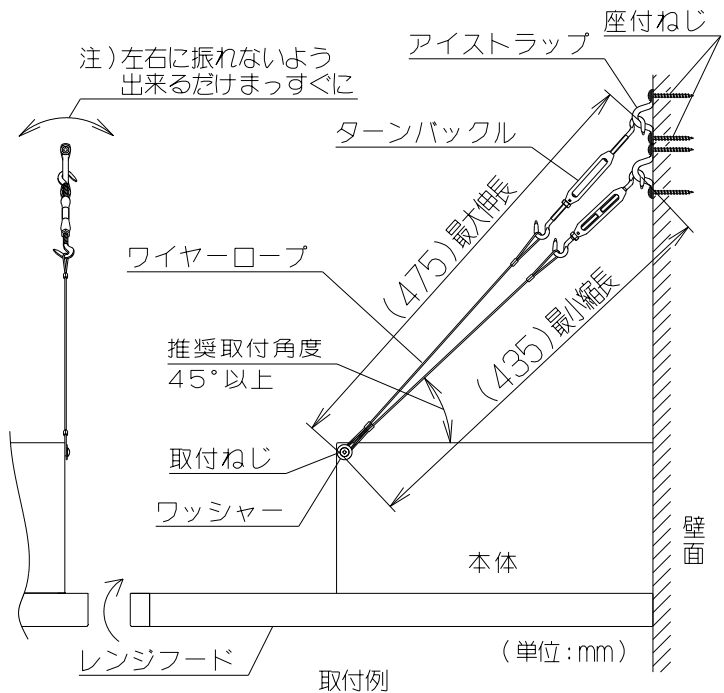 座付ねじ
アイストラップ
注）左右に振れないよう
出来るだけまっすぐに
ターンバックル
（475）最大伸長
ワイヤーロープ
（435）最小縮長
推奨取付角度
45°以上
取付ねじ
ワッシャー
本体
壁面
レンジフード
（単位：mm）
取付例